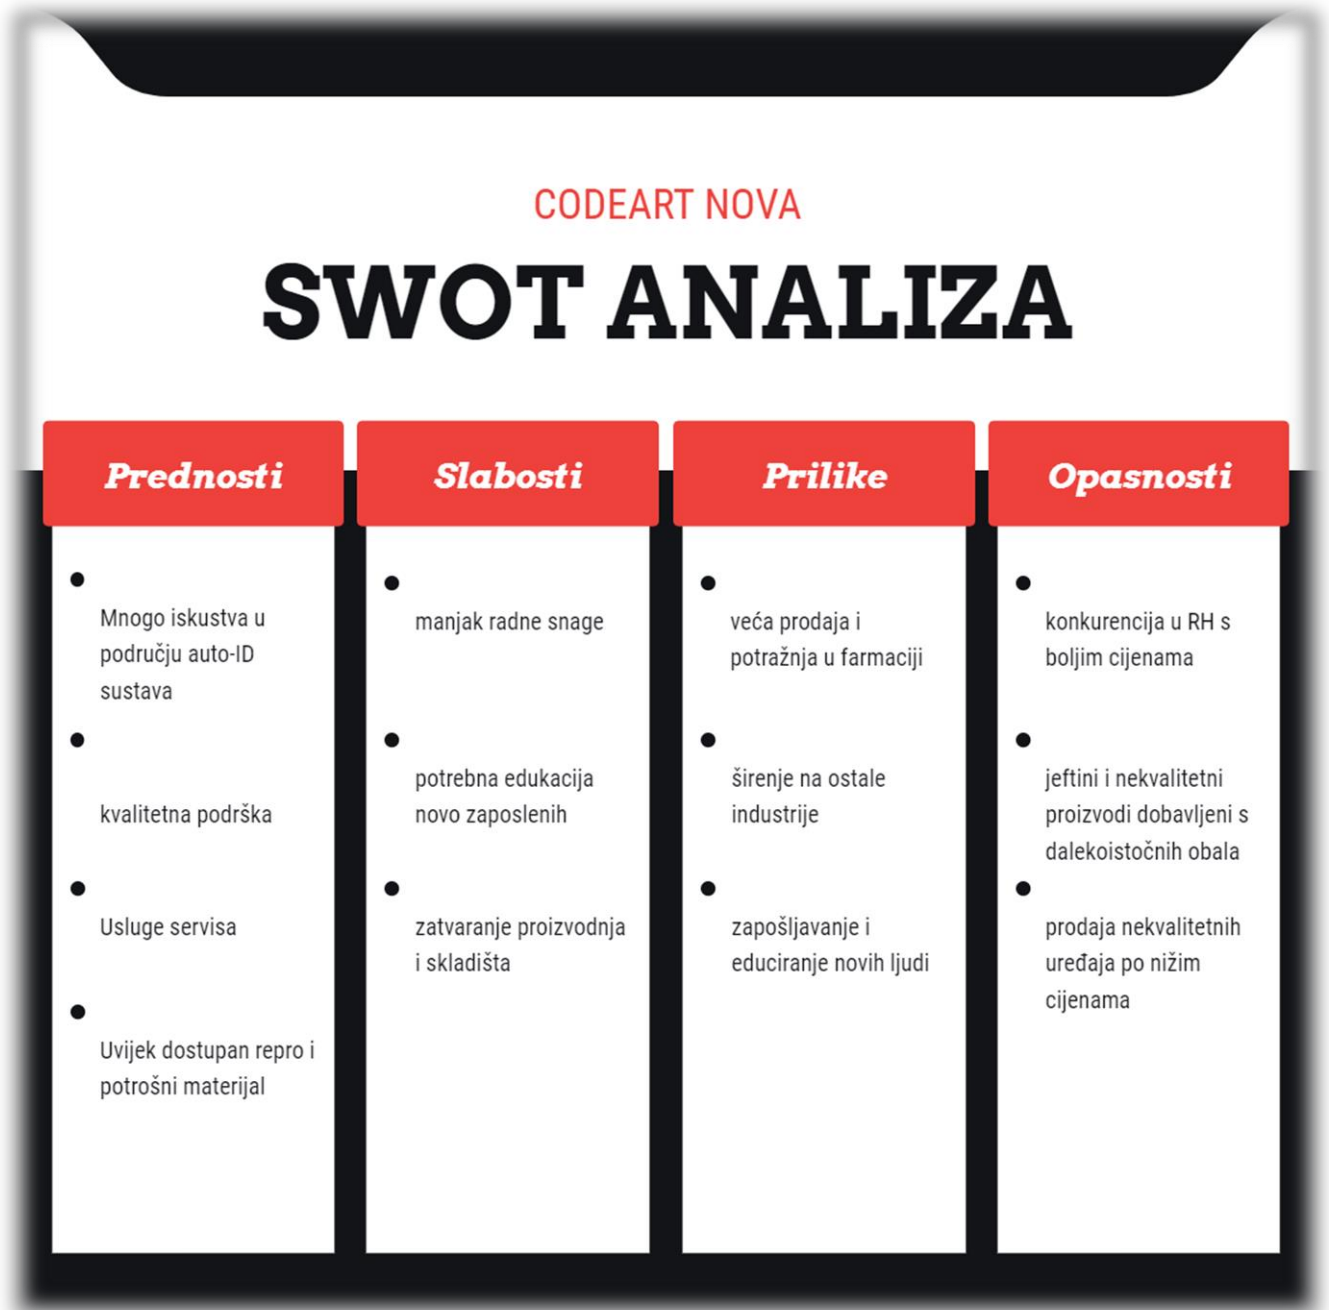 CODEART NOVA
SWOT ANALIZA
Prednosti
Mnogo iskustva u
području auto-ID
sustava
kvalitetna podrška
Usluge servisa
Uvijek dostupan repro i
potrošni materijal
Slabosti
manjak radne snage
potrebna edukacija
novo zaposlenih
zatvaranje proizvodnja
i skladišta
Prilike
veća prodaja i
potražnja u farmaciji
širenje na ostale
industrije
zapošljavanje i
educiranje novih ljudi
Opasnosti
konkurencija u RH s
boljim cijenama
jeftini i nekvalitetni
proizvodi dobavljeni s
dalekoistočnih obala
prodaja nekvalitetnih
uređaja po nižim
cijenama